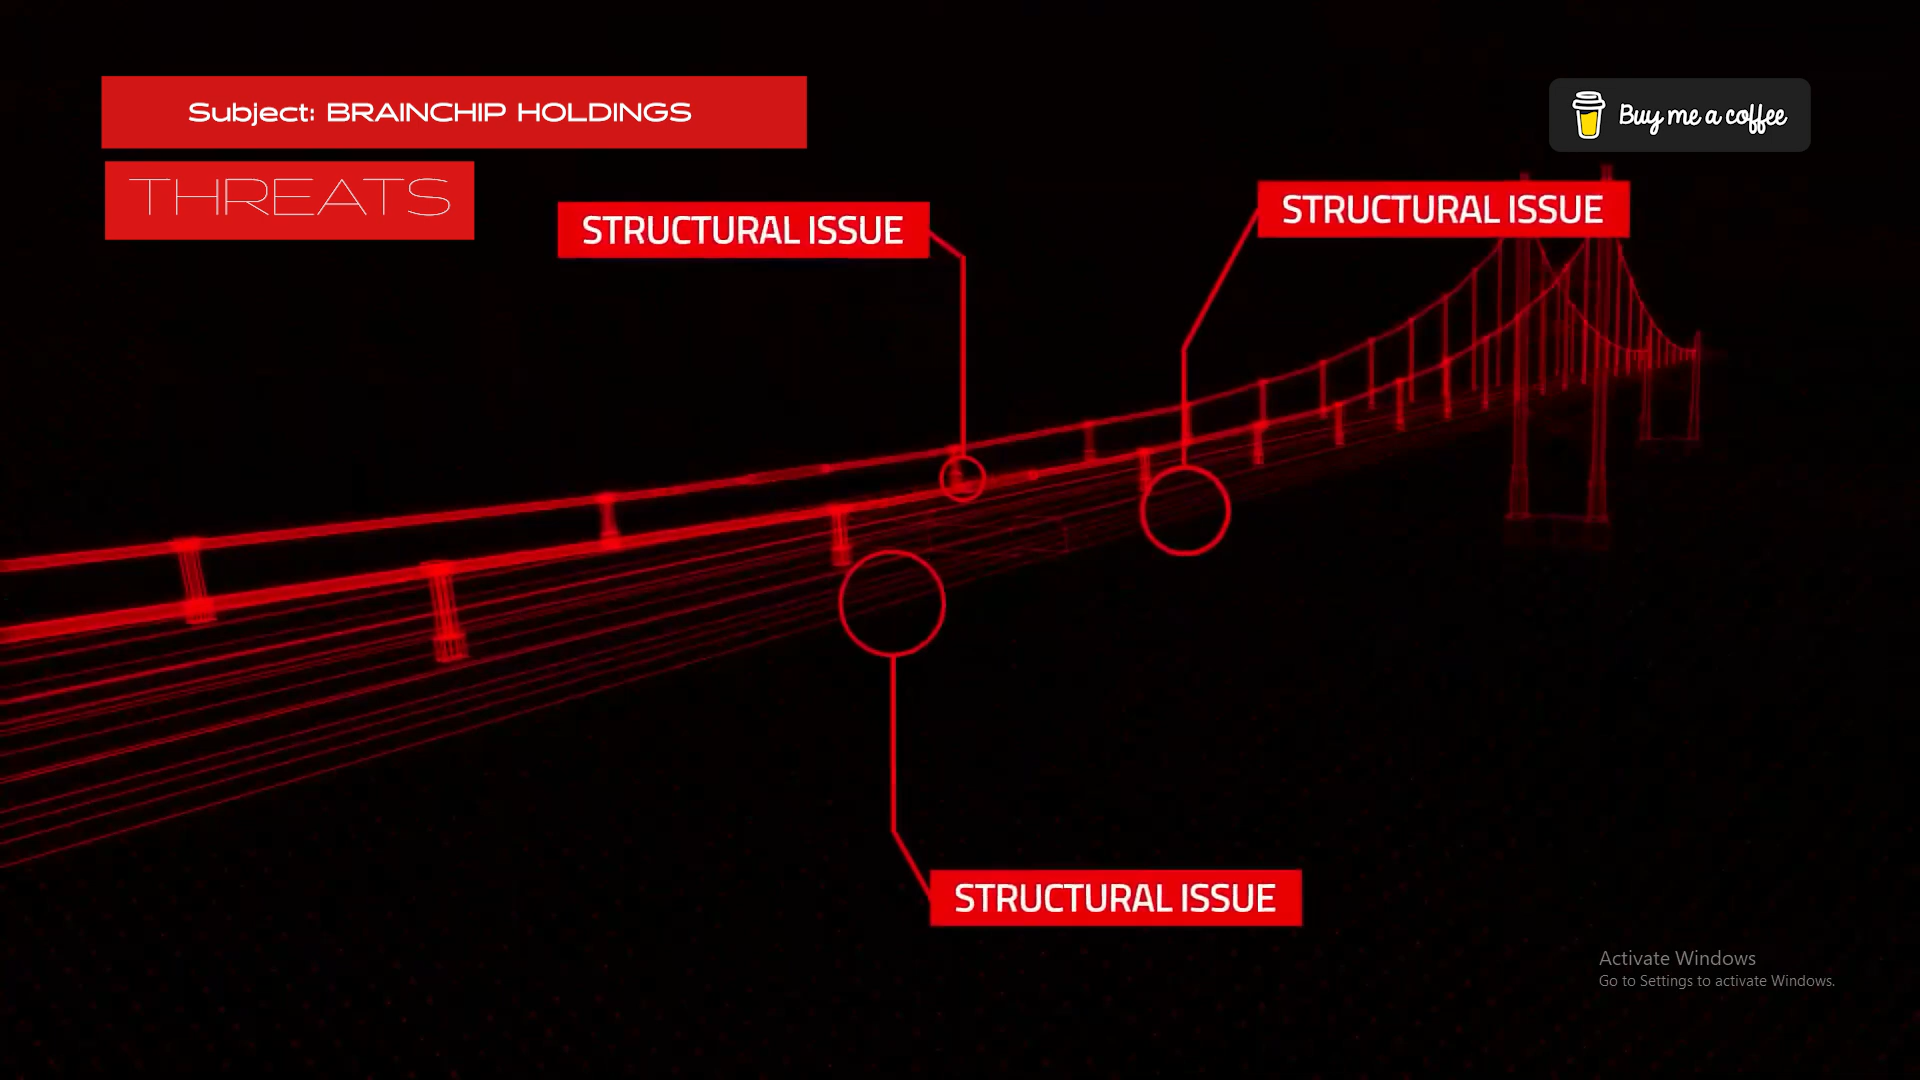 Subject: BRAINCHIP HOLDINGS
Buy me a coffee
THREATS
STRUCTURAL ISSUE
STRUCTURAL ISSUE
STRUCTURAL ISSUE
Activate Windows
Go to Settings to activate Windows.